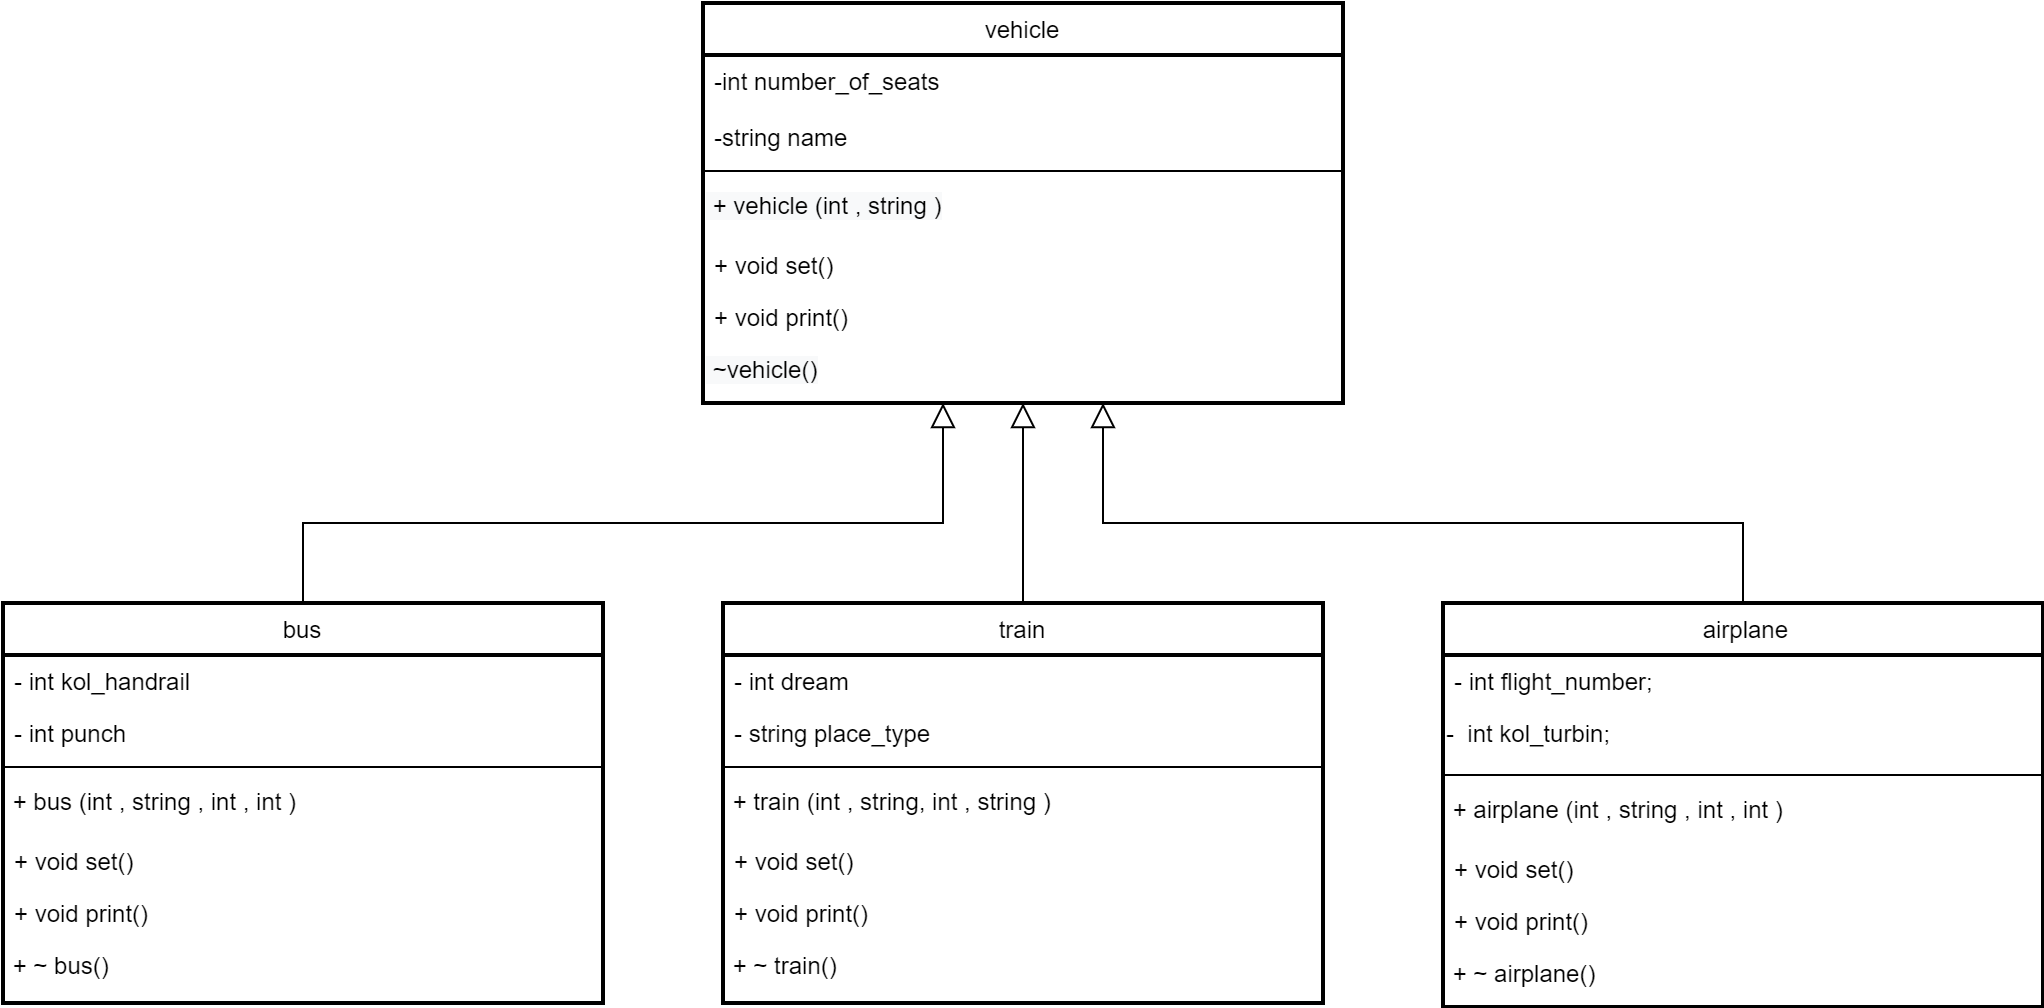 vehicle
-int number_of_seats
-string name
+ vehicle (int , string )
+ void set()
+ void print()
~vehicle()
bus
- int kol_handrail
- int punch
+ bus (int , string , int , int )
+ void set()
+ void print()
+ ~ bus()
train
- int dream
- string place_type
+ train (int , string, int , string )
+ void set()
+ void print()
+ ~ train()
airplane
- int flight_number;
-  int kol_turbin;
+ airplane (int , string , int , int )
+ void set()
+ void print()
+ ~ airplane()